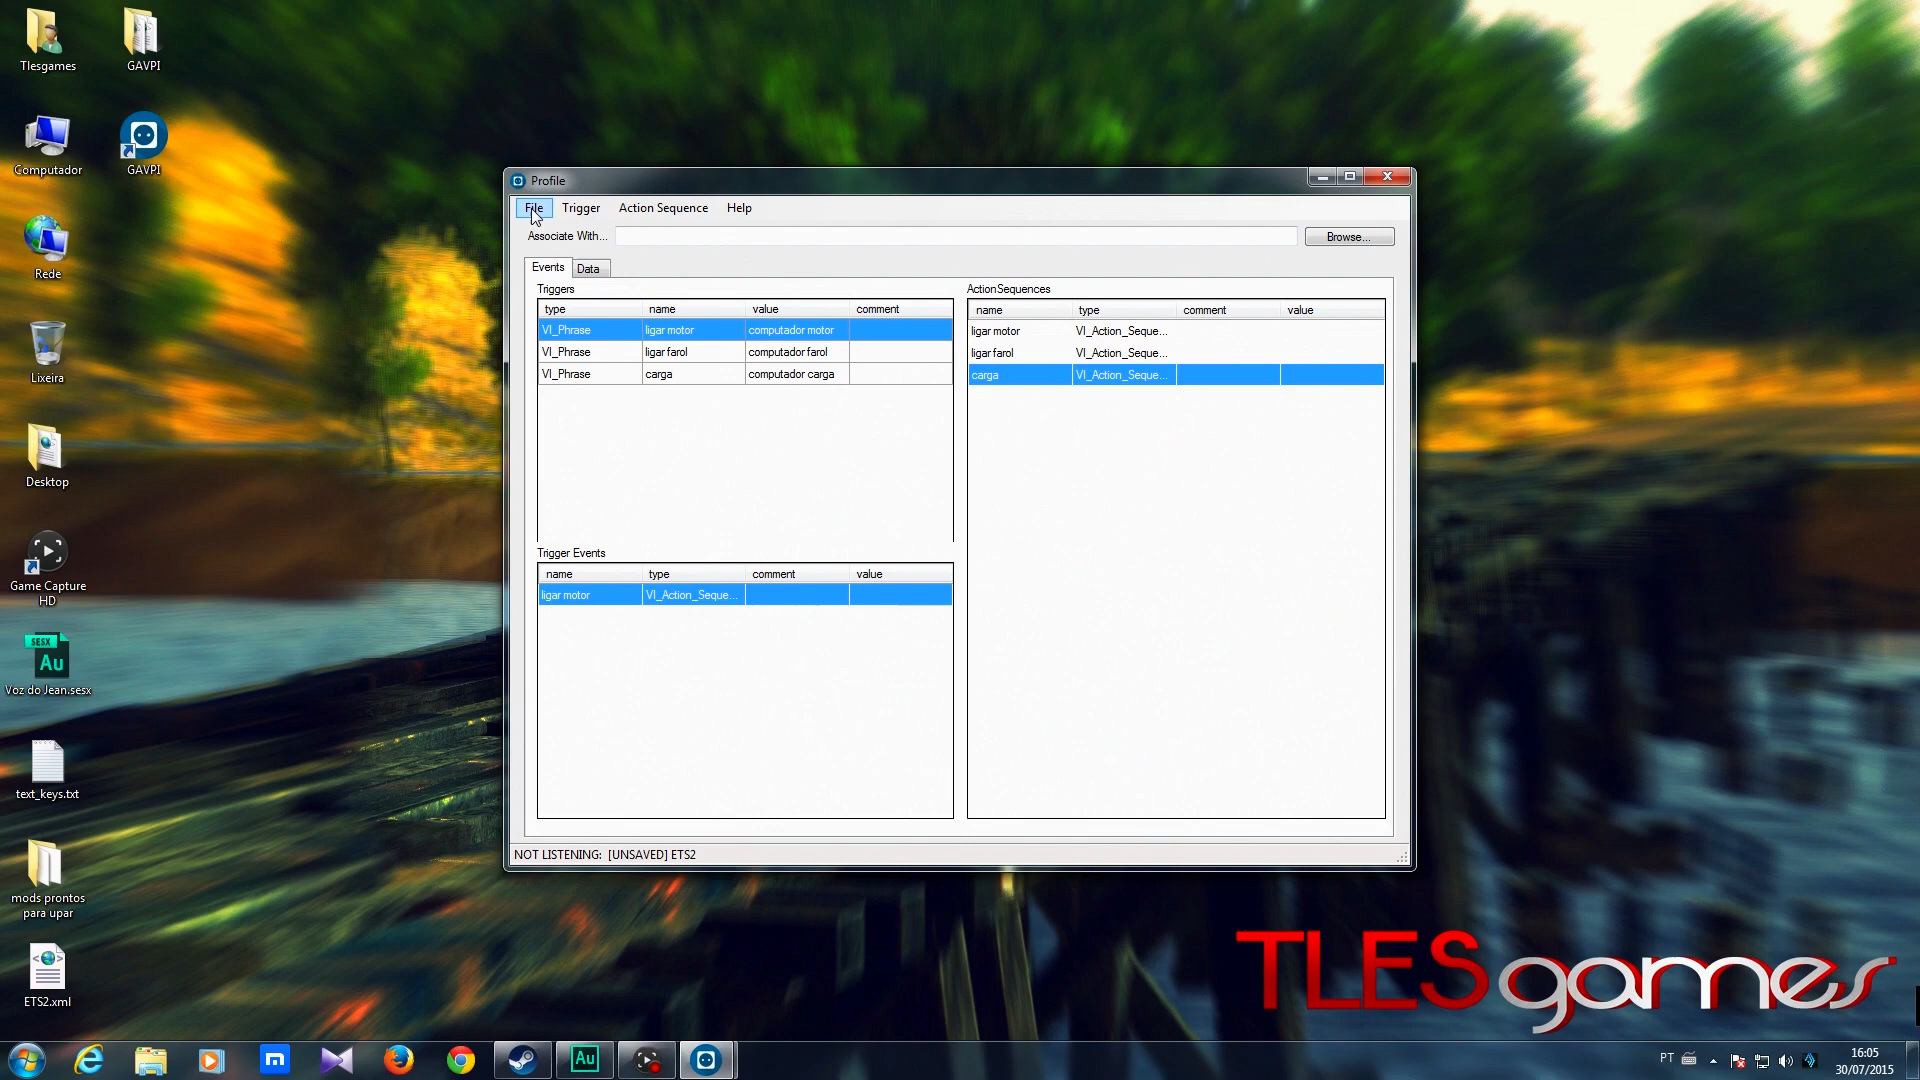 Tlesgames
GAVPI
Computador
GAVPI
Rede
Lixeira
Desktop
Game Capture
HD
SESX
Au
Voz do Jean.sesx
text_keys.txt
mods prontos
para upar
ETS2.xml
Profile
File Trigger Action Sequence Help
Associate With... Browse...
Events Data
Triggers
type name value comment
VI_Phrase ligar motor computador motor
VI_Phrase ligar farol computador farol
VI_Phrase carga computador carga
Trigger Events
name type comment value
ligar motor VI_Action_Seque...
ActionSequences
name type comment value
ligar motor VI_Action_Seque...
ligar farol VI_Action_Seque...
carga VI_Action_Seque...
NOT LISTENING: [UNSAVED] ETS2
TLESgames
Au
PT
16:05
30/07/2015